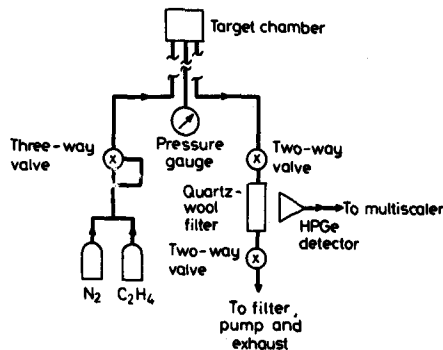 Target chamber
Three-way
valve
Pressure
gauge
Two-way
valve
Quartz-
wool
filter
To multiscaler
HPGe
detector
Two-way
valve
N2
C2H4
To filter,
pump and
exhaust